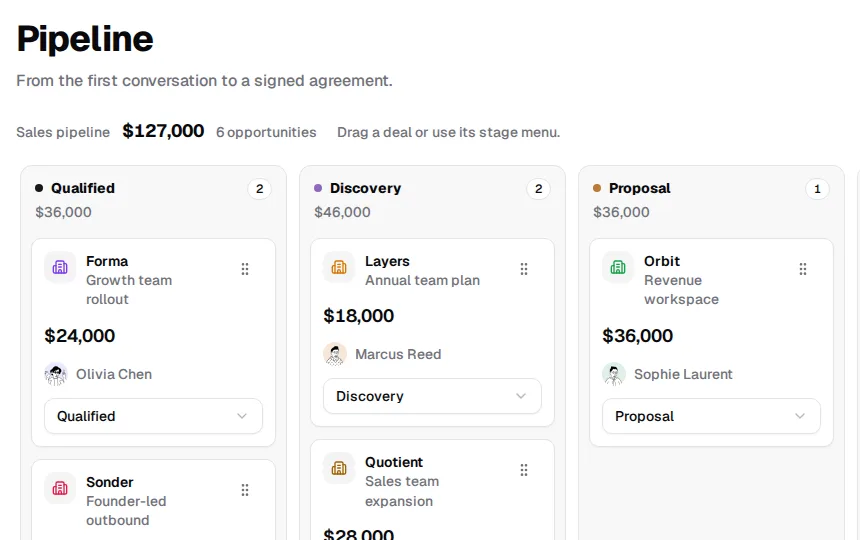 Pipeline
From the first conversation to a signed agreement.
Sales pipeline $127,000 6 opportunities Drag a deal or use its stage menu.
Qualified 2
$36,000
Forma
Growth team
rollout
$24,000
Olivia Chen
Qualified
Sonder
Founder-led
outbound
Discovery 2
$46,000
Layers
Annual team plan
$18,000
Marcus Reed
Discovery
Quotient
Sales team
expansion
$28,000
Proposal 1
$36,000
Orbit
Revenue
workspace
$36,000
Sophie Laurent
Proposal